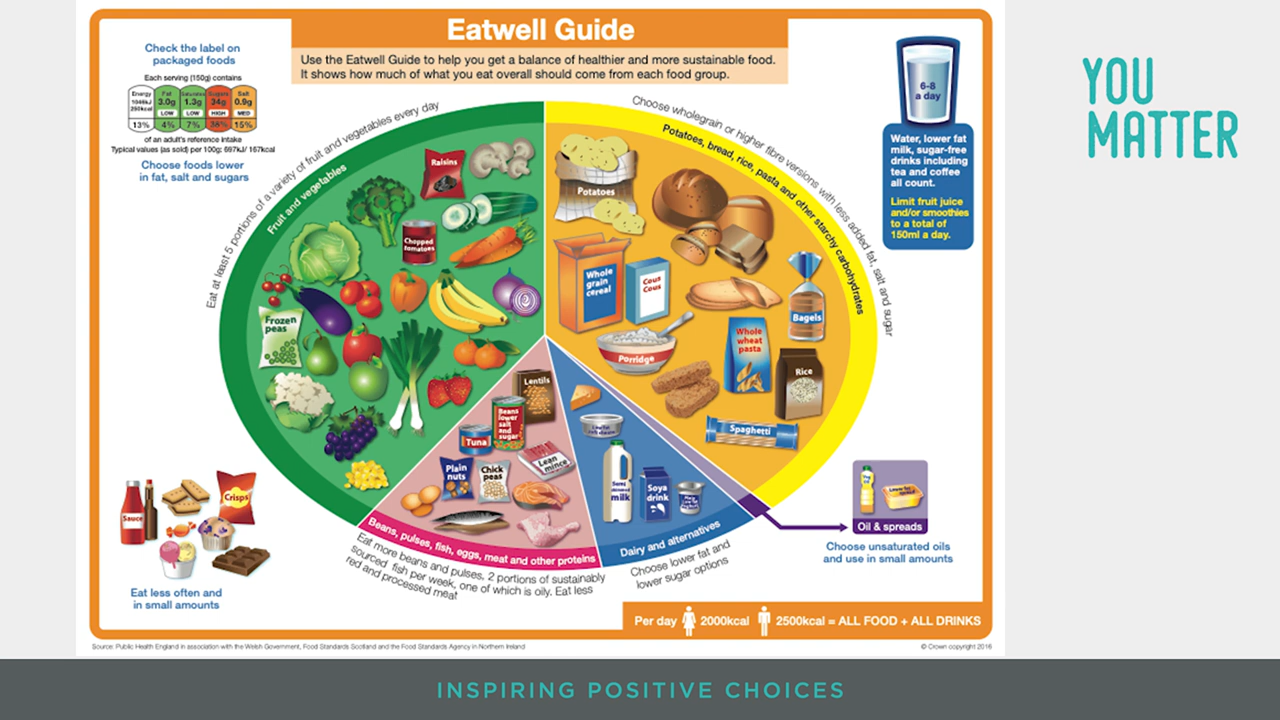 Eatwell Guide
Use the Eatwell Guide to help you get a balance of healthier and more sustainable food.
It shows how much of what you eat overall should come from each food group.
Check the label on
packaged foods
Each serving (150g) contains
Energy
1046kJ
250kcal
13%
Fat
3.0g
LOW
4%
Saturates
1.3g
LOW
7%
Sugars
34g
HIGH
38%
Salt
0.9g
MED
15%
of an adult's reference intake
Typical values (as sold) per 100g: 697kJ/ 167kcal
Choose foods lower
in fat, salt and sugars
6-8
a day
Water, lower fat
milk, sugar-free
drinks including
tea and coffee
all count.
Limit fruit juice
and/or smoothies
to a total of
150ml a day.
YOU
MATTER
Eat at least 5 portions of a variety of fruit and vegetables every day
Fruit and vegetables
Raisins
Chopped
tomatoes
Frozen
peas
Choose wholegrain or higher fibre versions with less added fat, salt and sugar
Potatoes, bread, rice, pasta and other starchy carbohydrates
Potatoes
Whole
grain
cereal
Cous
Cous
Bagels
Porridge
Whole
wheat
pasta
Rice
Spaghetti
Lentils
Beans
lower
salt
and
sugar
Tuna
Plain
nuts
Chick
peas
Lean
mince
Beans, pulses, fish, eggs, meat and other proteins
Eat more beans and pulses, 2 portions of sustainably
sourced fish per week, one of which is oily. Eat less
red and processed meat
Semi
skimmed
milk
Soya
drink
Dairy and alternatives
Choose lower fat and
lower sugar options
Oil & spreads
Choose unsaturated oils
and use in small amounts
Sauce
Crisps
Eat less often and
in small amounts
Per day 2000kcal 2500kcal = ALL FOOD + ALL DRINKS
Source: Public Health England in association with the Welsh Government, Food Standards Scotland and the Food Standards Agency in Northern Ireland
© Crown copyright 2016
INSPIRING POSITIVE CHOICES